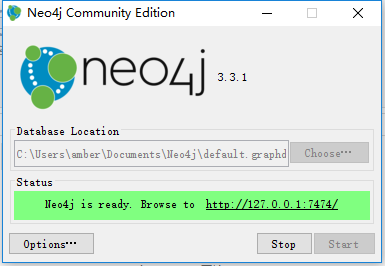 Neo4j Community Edition
neo4j 3.3.1
Database Location
C:\Users\amber\Documents\Neo4j\default.graphd
Choose...
Status
Neo4j is ready. Browse to http://127.0.0.1:7474/
Options... Stop Start